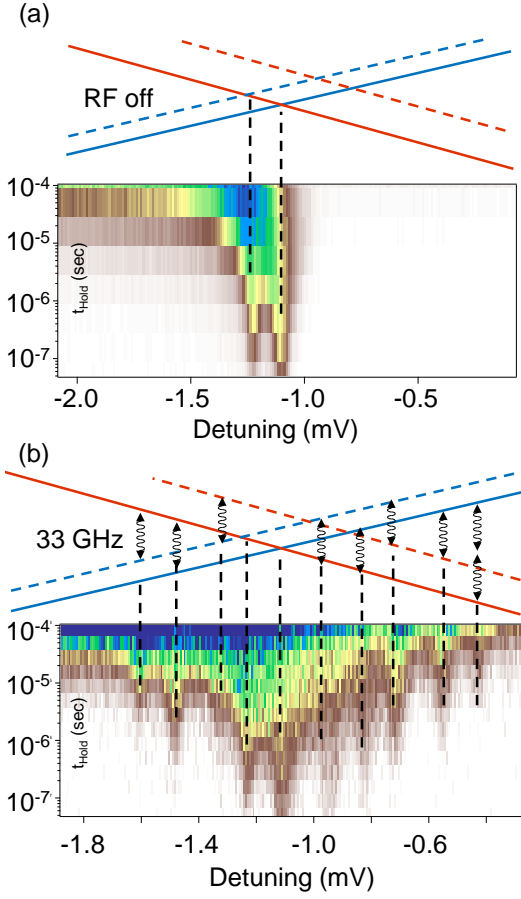 (a)
RF off
10-4
10-5
10-6
10-7
tHold (sec)
-2.0 -1.5 -1.0 -0.5
Detuning (mV)
(b)
33 GHz
10-4
10-5
10-6
10-7
tHold (sec)
-1.8 -1.4 -1.0 -0.6
Detuning (mV)